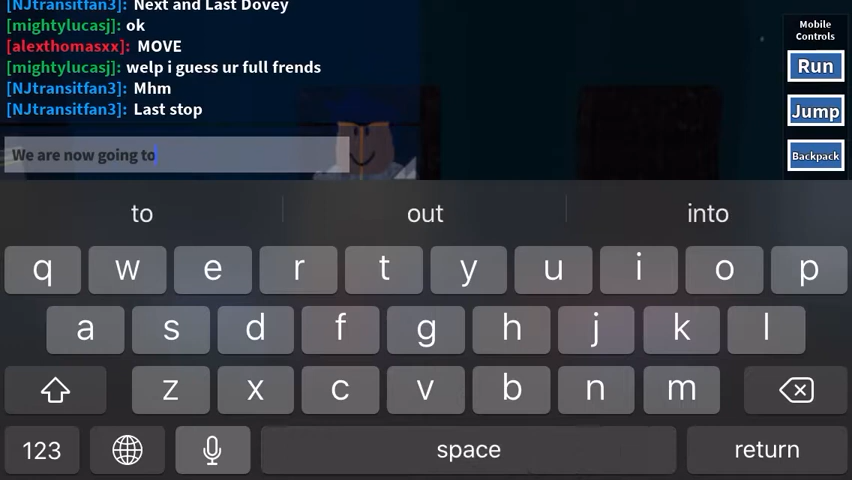 [NJtransitfan3]: Next and Last Dovey
[mightylucasj]: ok
[alexthomasxx]: MOVE
[mightylucasj]: welp i guess ur full frends
[NJtransitfan3]: Mhm
[NJtransitfan3]: Last stop
We are now going to
Mobile
Controls
Run
Jump
Backpack
to out into
q w e r t y u i o p
a s d f g h j k l
z x c v b n m
123 space return